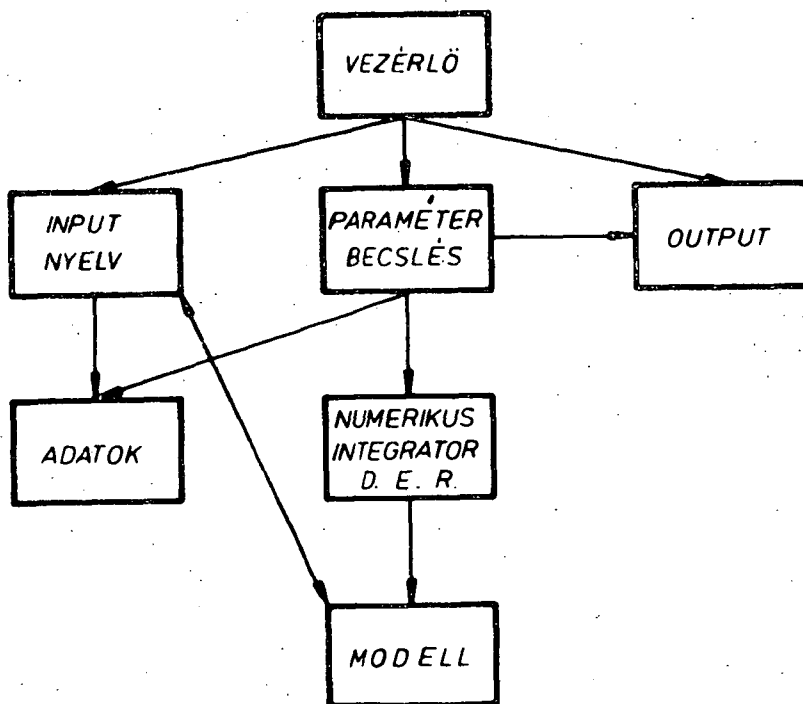 VEZÉRLŐ
INPUT
NYELV
PARAMÉTER
BECSLÉS
OUTPUT
ADATOK
NUMERIKUS
INTEGRATOR
D. E. R.
MODELL